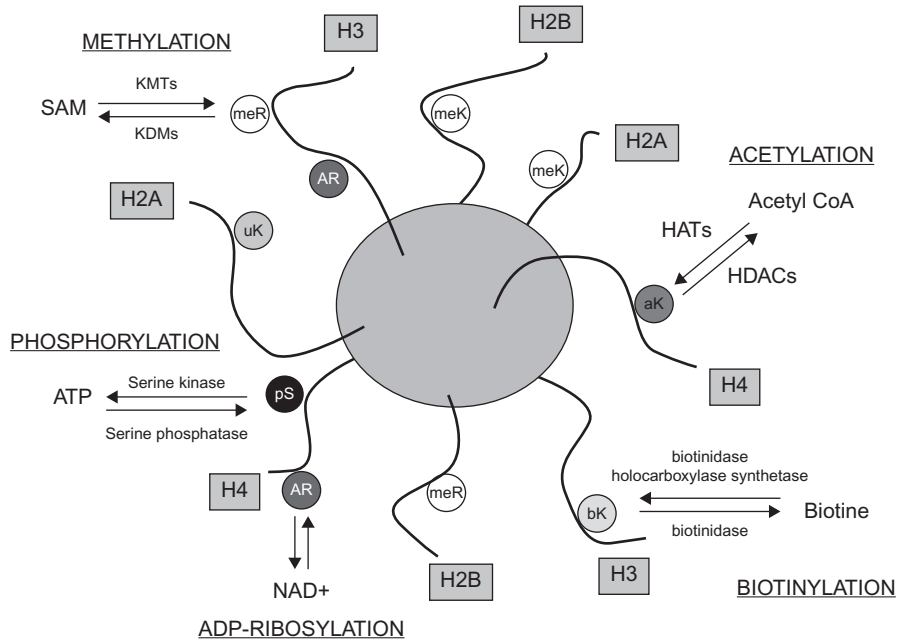 H3
H2B
METHYLATION
KMTs
SAM
meR
meK
KDMs
H2A
ACETYLATION
meK
AR
H2A
Acetyl CoA
uK
HATs
HDACs
aK
PHOSPHORYLATION
Serine kinase
ATP
pS
H4
Serine phosphatase
biotinidase
holocarboxylase synthetase
H4
AR
meR
bK
Biotine
biotinidase
H2B
H3
NAD+
BIOTINYLATION
ADP-RIBOSYLATION